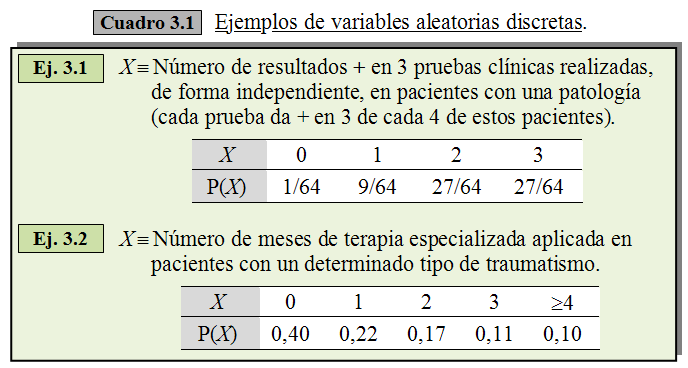 Cuadro 3.1 Ejemplos de variables aleatorias discretas.
Ej. 3.1 X ≡ Número de resultados + en 3 pruebas clínicas realizadas,
de forma independiente, en pacientes con una patología
(cada prueba da + en 3 de cada 4 de estos pacientes).
X 0 1 2 3
P(X) 1/64 9/64 27/64 27/64
Ej. 3.2 X ≡ Número de meses de terapia especializada aplicada en
pacientes con un determinado tipo de traumatismo.
X 0 1 2 3 ≥4
P(X) 0,40 0,22 0,17 0,11 0,10